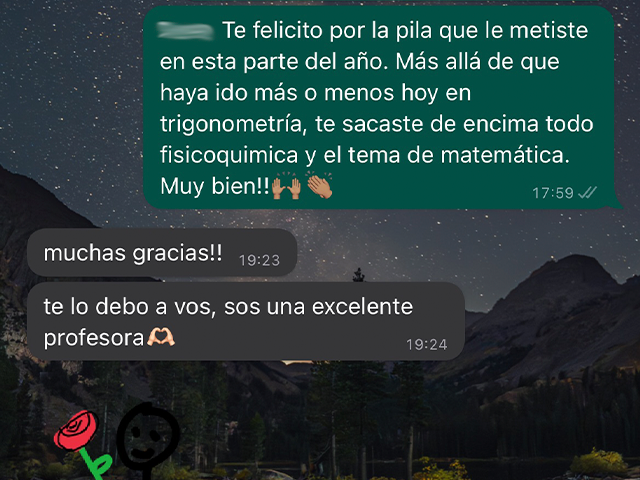 Te felicito por la pila que le metiste
en esta parte del año. Más allá de que
haya ido más o menos hoy en
trigonometría, te sacaste de encima todo
fisicoquimica y el tema de matemática.
Muy bien!!🙌🏽👏🏽
17:59
muchas gracias!! 19:23
te lo debo a vos, sos una excelente
profesora🫶🏻
19:24